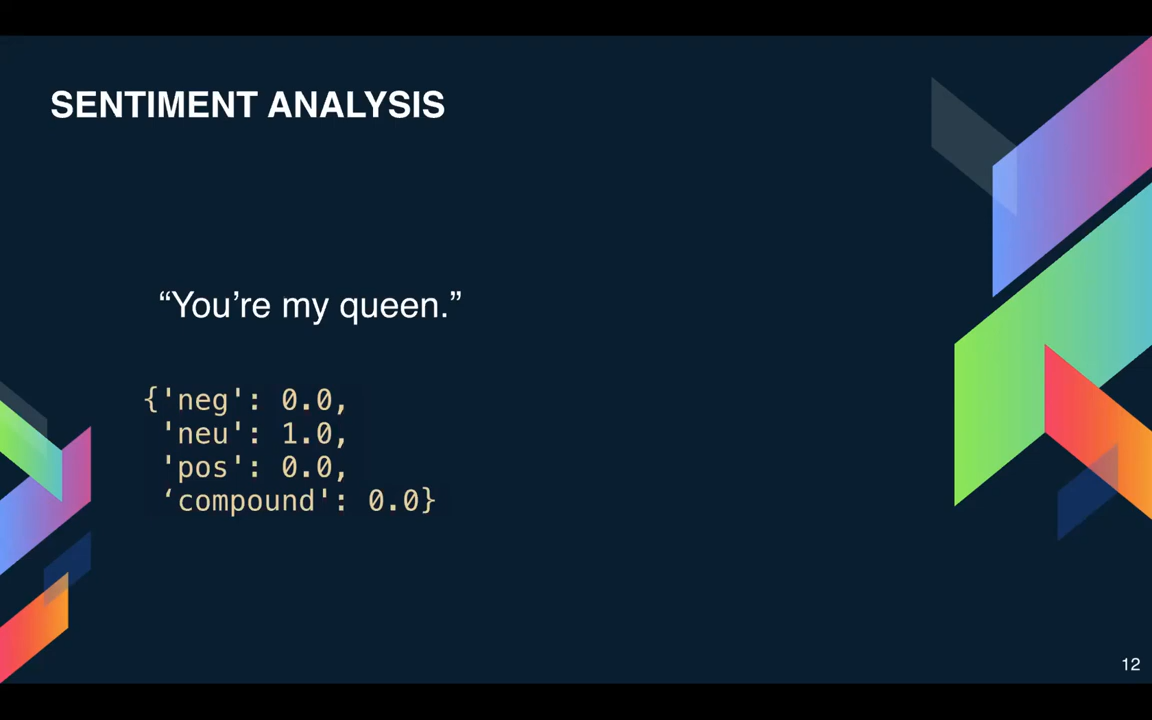 SENTIMENT ANALYSIS
“You’re my queen.”
{'neg': 0.0,
'neu': 1.0,
'pos': 0.0,
‘compound': 0.0}
12